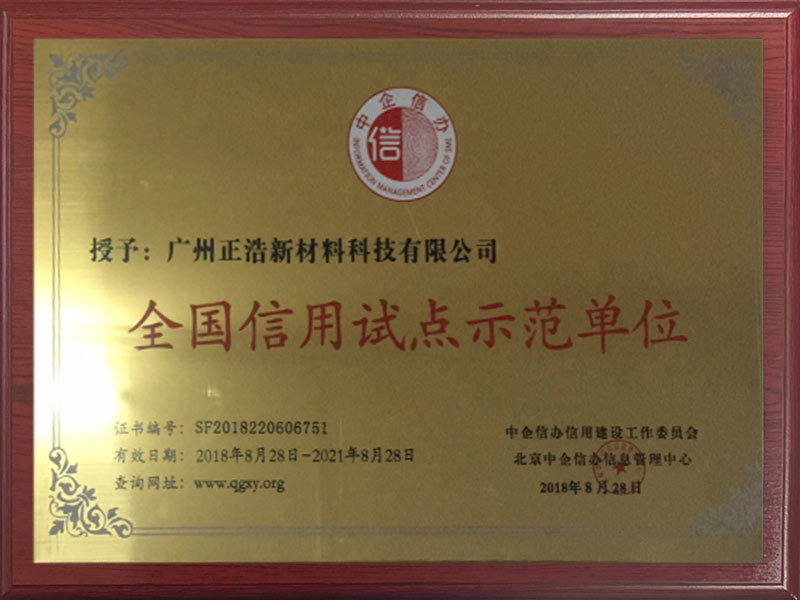 中企信办
信
INFORMATION MANAGEMENT CENTER OF SME
授予：广州正浩新材料科技有限公司
全国信用试点示范单位
证书编号：SF2018220606751
有效日期：2018年8月28日-2021年8月28日
查询网址：www.qgxy.org
中企信办信用建设工作委员会
北京中企信办信息管理中心
2018年8月28日